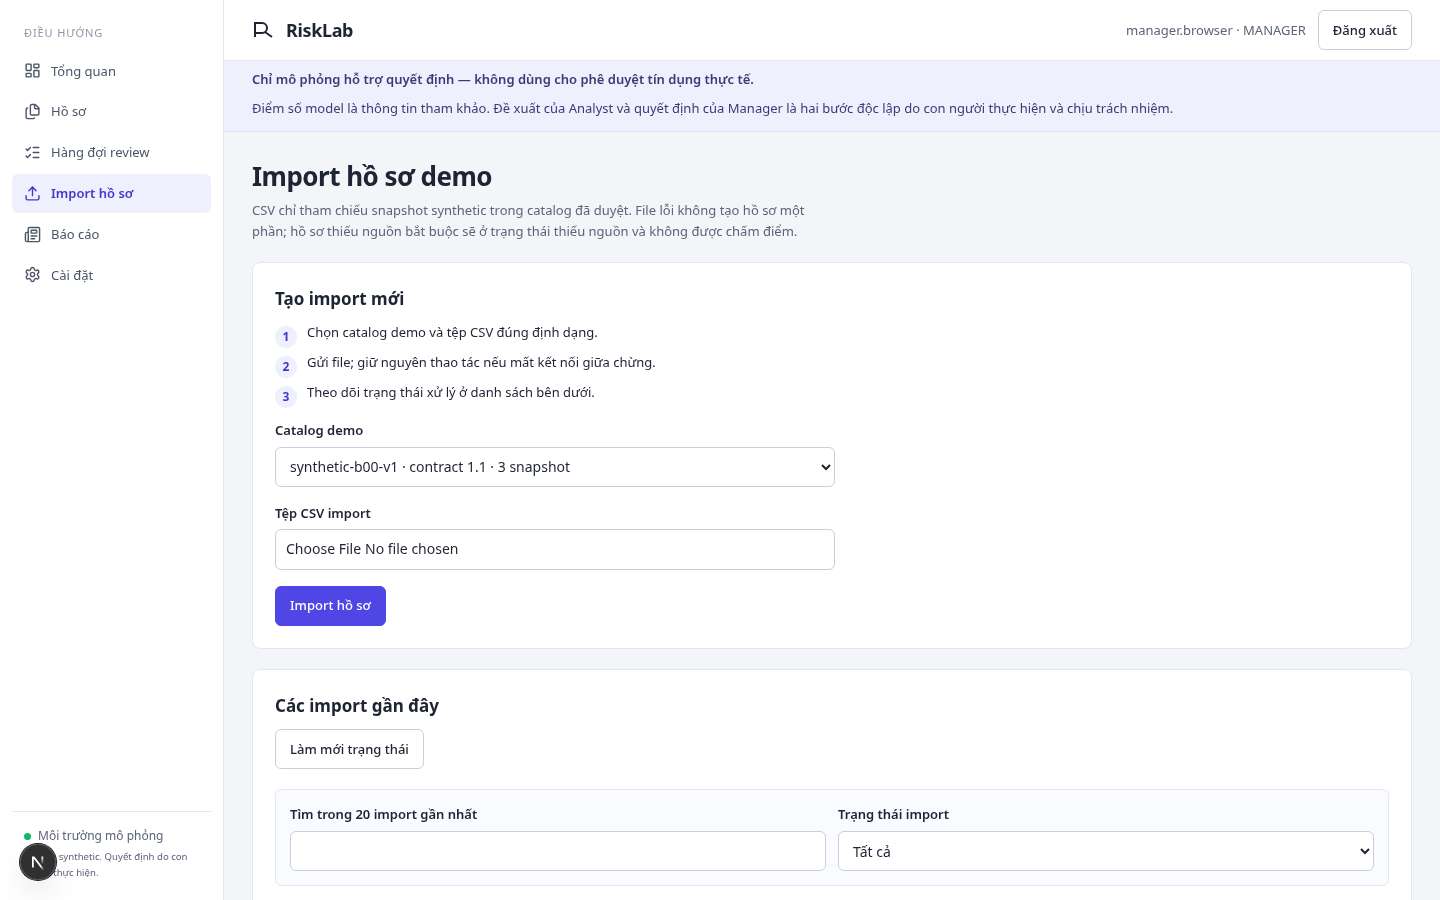 ĐIỀU HƯỚNG
Tổng quan
Hồ sơ
Hàng đợi review
Import hồ sơ
Báo cáo
Cài đặt
Môi trường mô phỏng
synthetic. Quyết định do con
thực hiện.
N
RiskLab
manager.browser · MANAGER
Đăng xuất
Chỉ mô phỏng hỗ trợ quyết định — không dùng cho phê duyệt tín dụng thực tế.
Điểm số model là thông tin tham khảo. Đề xuất của Analyst và quyết định của Manager là hai bước độc lập do con người thực hiện và chịu trách nhiệm.
Import hồ sơ demo
CSV chỉ tham chiếu snapshot synthetic trong catalog đã duyệt. File lỗi không tạo hồ sơ một
phần; hồ sơ thiếu nguồn bắt buộc sẽ ở trạng thái thiếu nguồn và không được chấm điểm.
Tạo import mới
1 Chọn catalog demo và tệp CSV đúng định dạng.
2 Gửi file; giữ nguyên thao tác nếu mất kết nối giữa chừng.
3 Theo dõi trạng thái xử lý ở danh sách bên dưới.
Catalog demo
synthetic-b00-v1 · contract 1.1 · 3 snapshot
Tệp CSV import
Choose File No file chosen
Import hồ sơ
Các import gần đây
Làm mới trạng thái
Tìm trong 20 import gần nhất
Trạng thái import
Tất cả